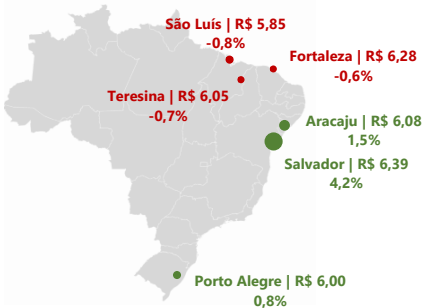 São Luís | R$ 5,85
-0,8%
Fortaleza | R$ 6,28
-0,6%
Teresina | R$ 6,05
-0,7%
Aracaju | R$ 6,08
1,5%
Salvador | R$ 6,39
4,2%
Porto Alegre | R$ 6,00
0,8%